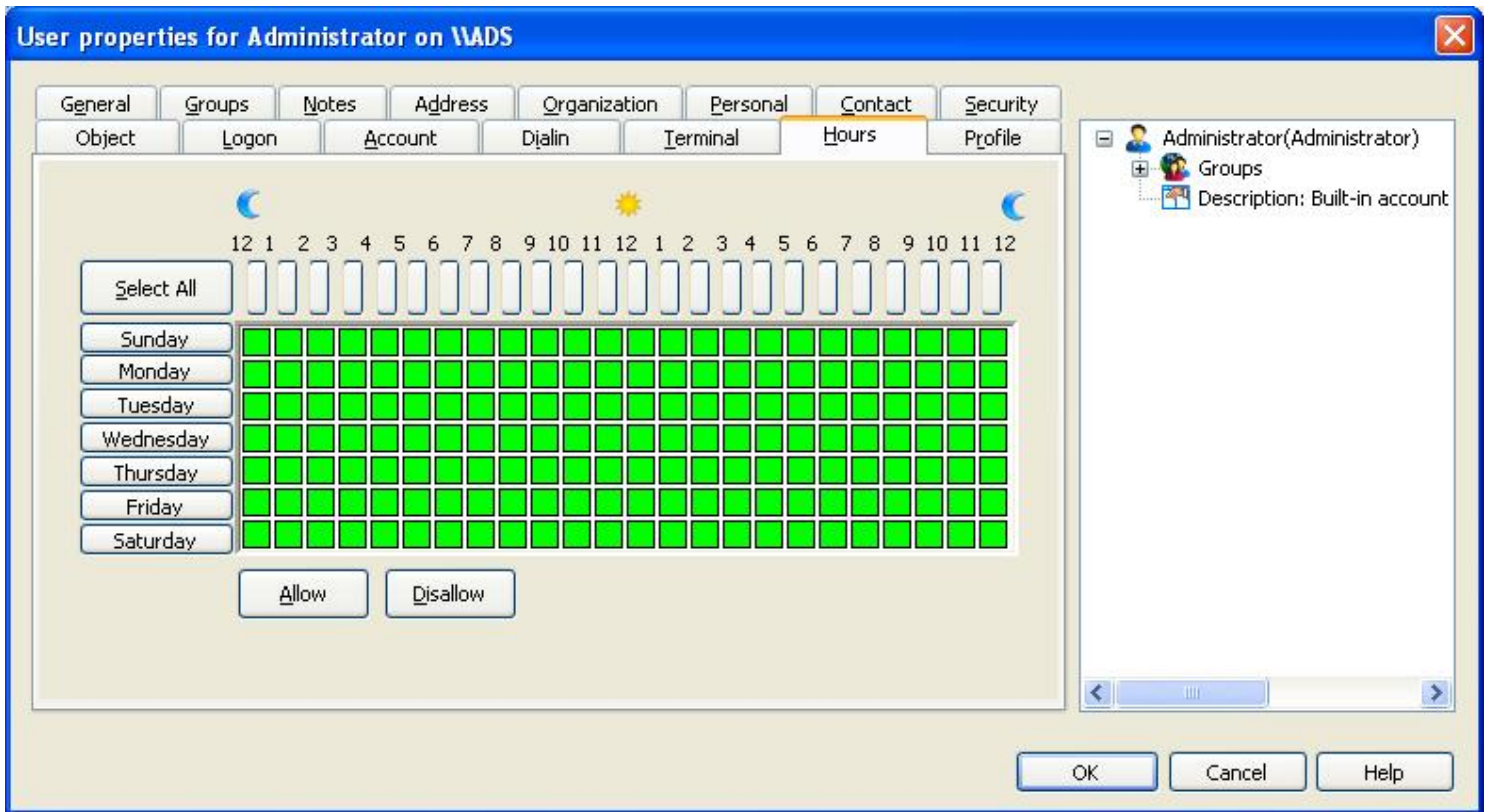 User properties for Administrator on \\ADS
General Groups Notes Address Organization Personal Contact Security
Object Logon Account Dialin Terminal Hours Profile
12 1 2 3 4 5 6 7 8 9 10 11 12 1 2 3 4 5 6 7 8 9 10 11 12
Select All
Sunday
Monday
Tuesday
Wednesday
Thursday
Friday
Saturday
Allow Disallow
Administrator(Administrator)
Groups
Description: Built-in account
OK Cancel Help